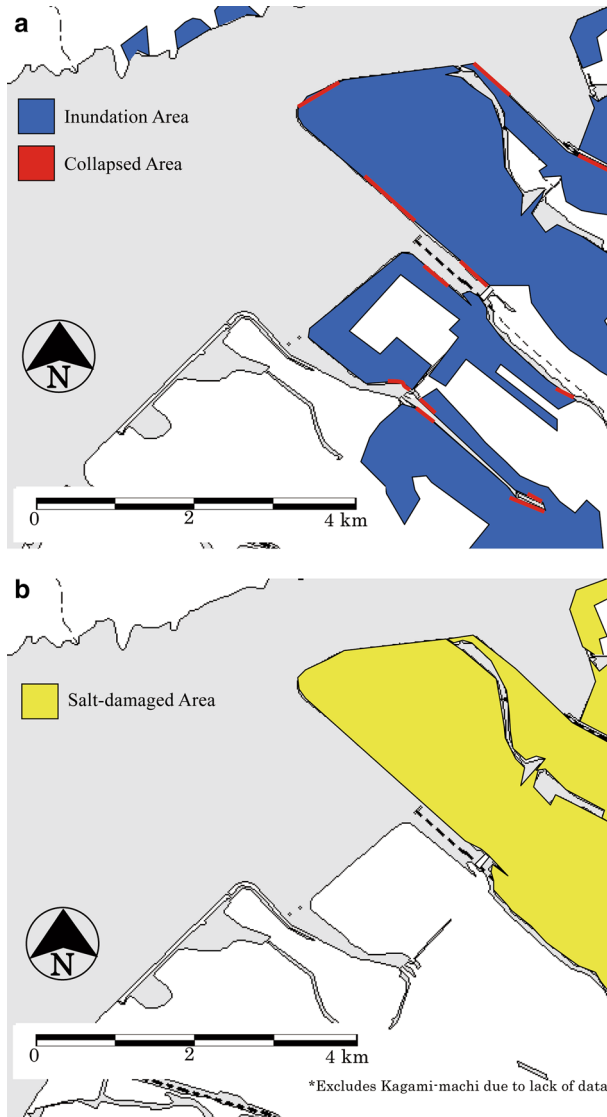 a
Inundation Area
Collapsed Area
N
0 2 4 km
b
Salt-damaged Area
N
0 2 4 km
*Excludes Kagami-machi due to lack of data